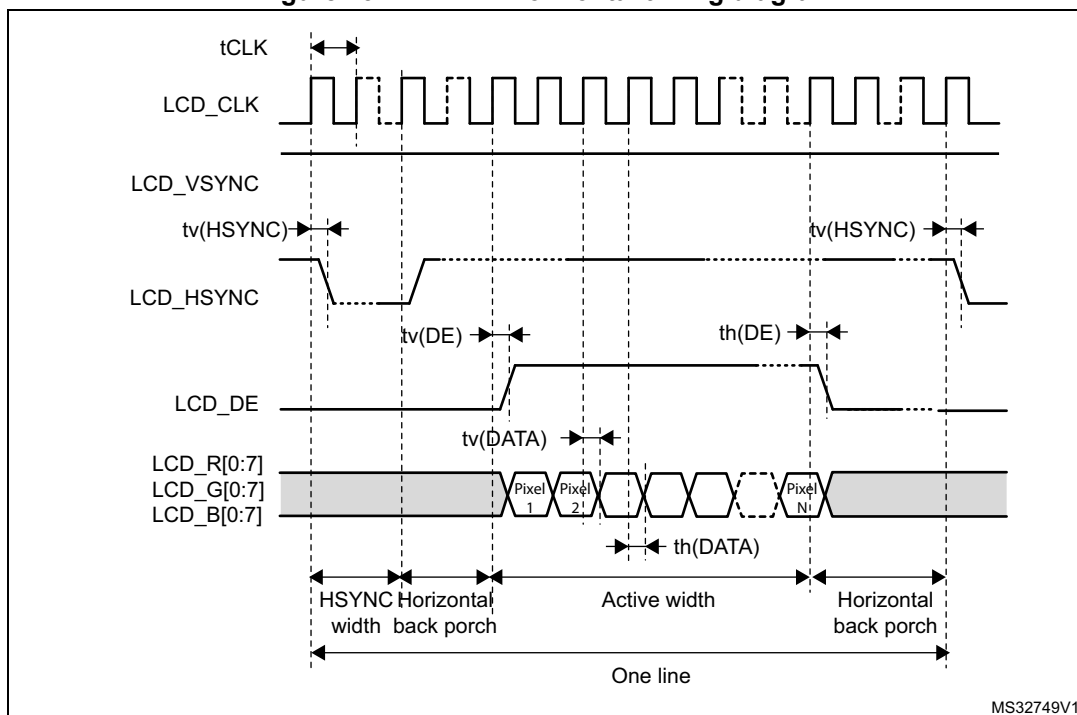 tCLK
LCD_CLK
LCD_VSYNC
tv(HSYNC)
tv(HSYNC)
LCD_HSYNC
tv(DE)
th(DE)
LCD_DE
tv(DATA)
LCD_R[0:7]
LCD_G[0:7]
LCD_B[0:7]
Pixel
1
Pixel
2
Pixel
N
th(DATA)
HSYNC
width
Horizontal
back porch
Active width
Horizontal
back porch
One line
MS32749V1